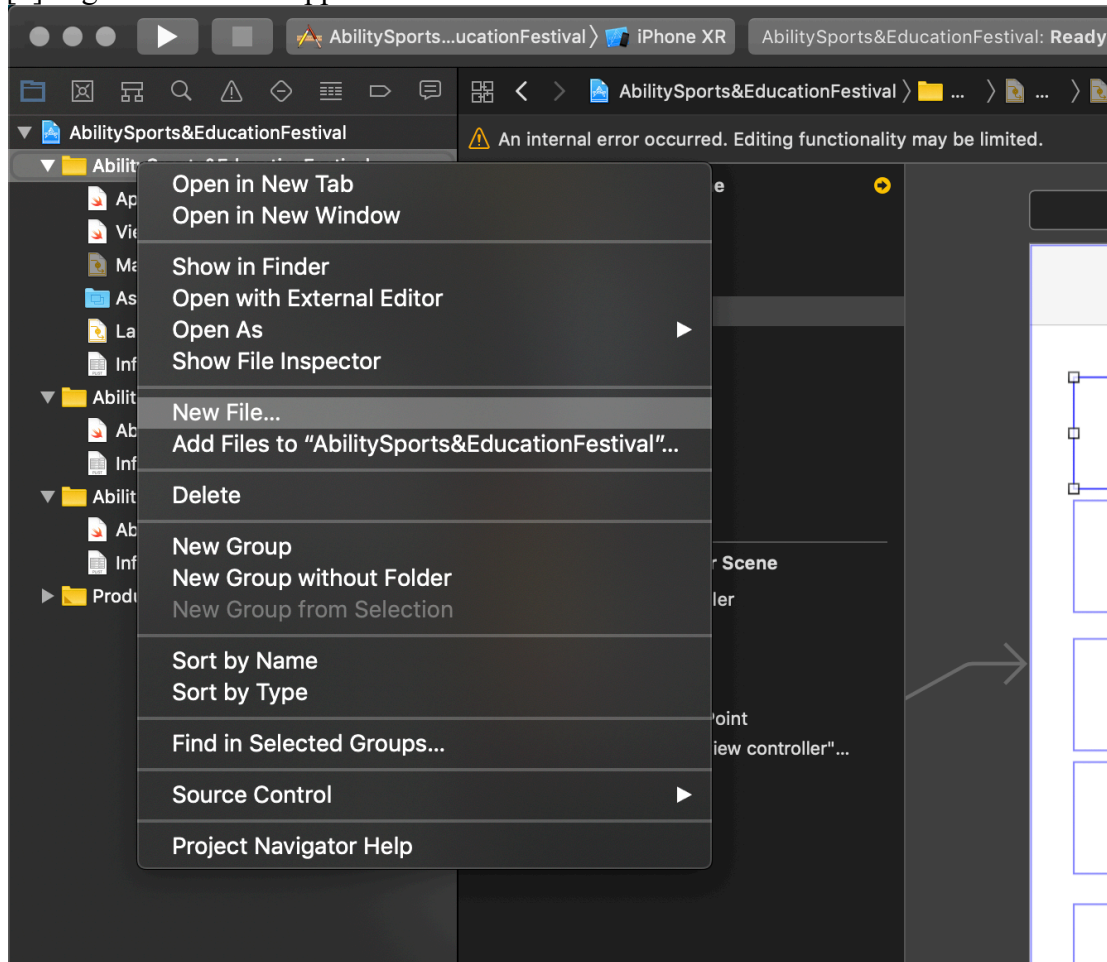 AbilitySports...ucationFestival
iPhone XR
AbilitySports&EducationFestival: Ready
AbilitySports&EducationFestival
...
...
AbilitySports&EducationFestival
An internal error occurred. Editing functionality may be limited.
Open in New Tab
Open in New Window
Show in Finder
Open with External Editor
Open As
Show File Inspector
New File...
Add Files to “AbilitySports&EducationFestival”...
Delete
New Group
New Group without Folder
New Group from Selection
Sort by Name
Sort by Type
Find in Selected Groups...
Source Control
Project Navigator Help
Scene
Point
iew controller"...